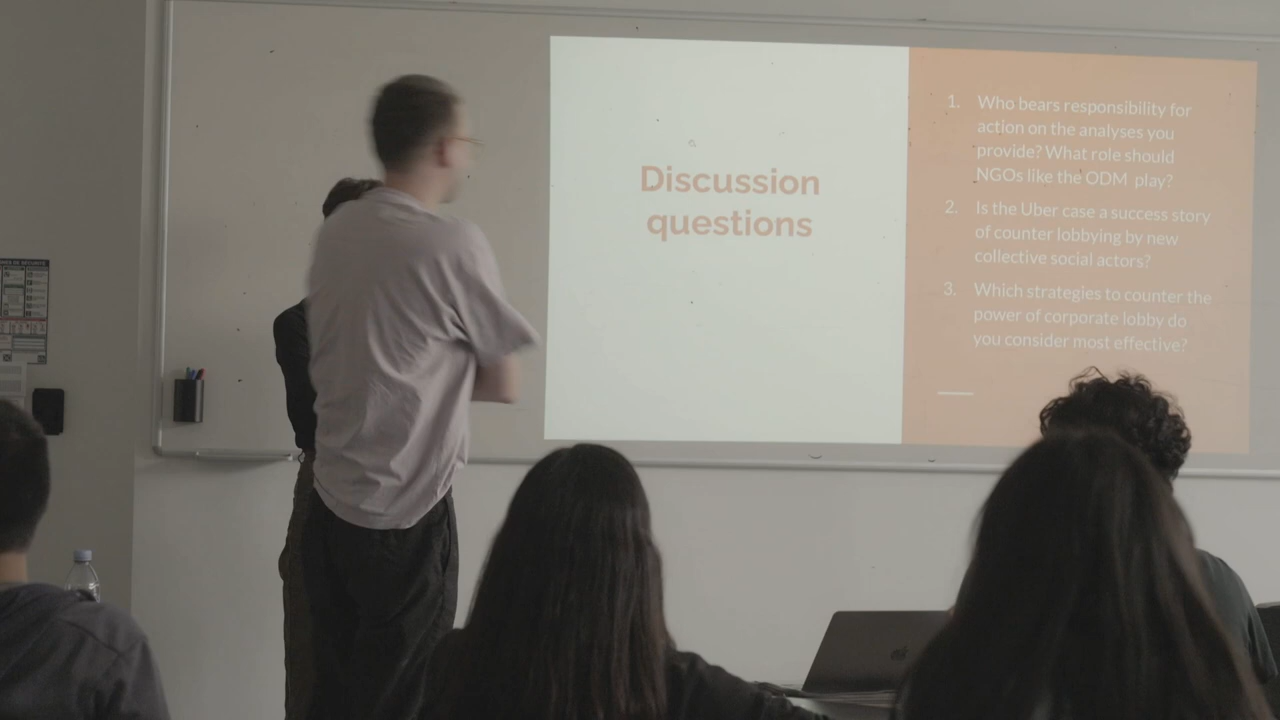 Discussion
questions
1. Who bears responsibility for
action on the analyses you
provide? What role should
NGOs like the ODM play?
2. Is the Uber case a success story
of counter lobbying by new
collective social actors?
3. Which strategies to counter the
power of corporate lobby do
you consider most effective?